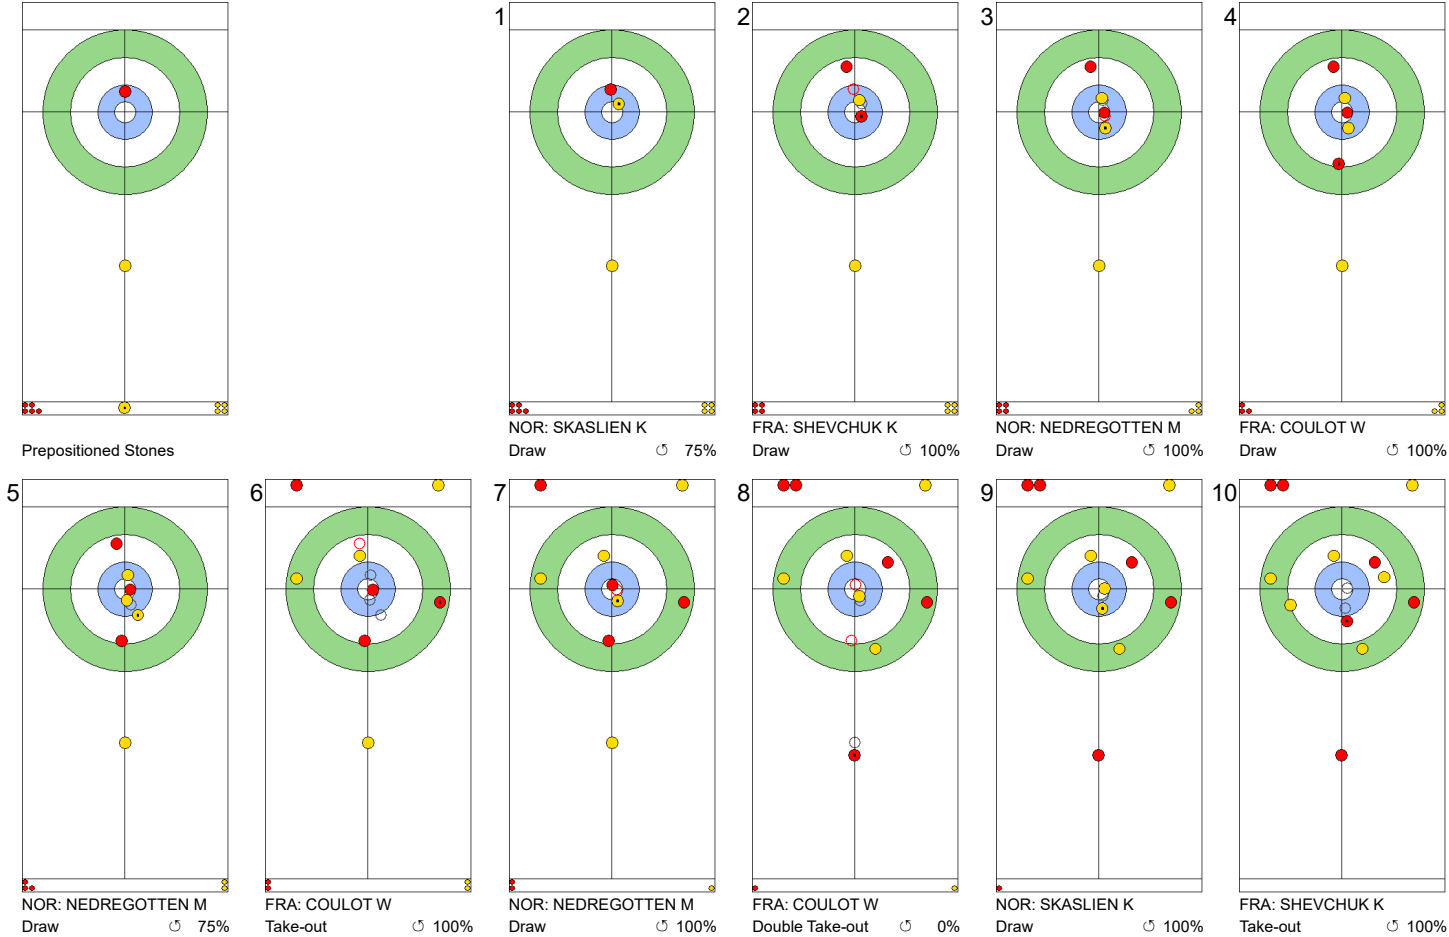 1
2
3
4
Prepositioned Stones
NOR: SKASLIEN K
Draw ↺ 75%
FRA: SHEVCHUK K
Draw ↺ 100%
NOR: NEDREGOTTEN M
Draw ↺ 100%
FRA: COULOT W
Draw ↺ 100%
5
6
7
8
9
10
NOR: NEDREGOTTEN M
Draw ↺ 75%
FRA: COULOT W
Take-out ↺ 100%
NOR: NEDREGOTTEN M
Draw ↺ 100%
FRA: COULOT W
Double Take-out ↺ 0%
NOR: SKASLIEN K
Draw ↺ 100%
FRA: SHEVCHUK K
Take-out ↺ 100%